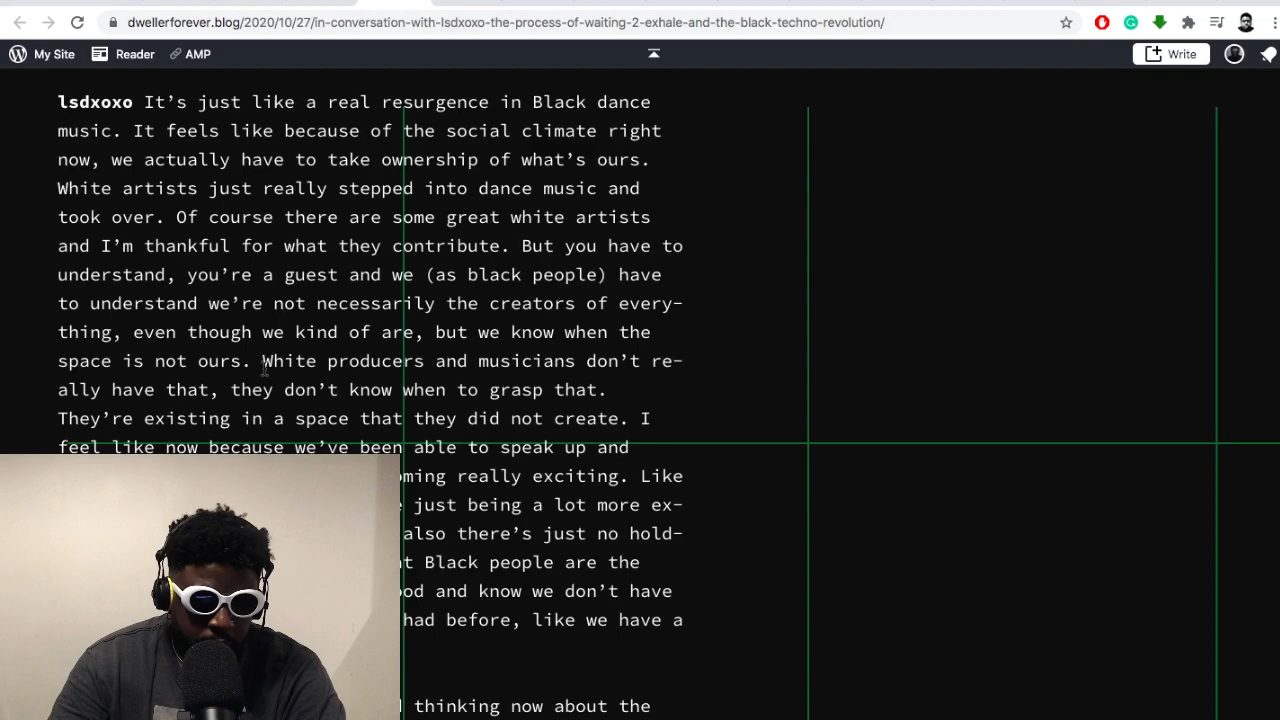 dwellerforever.blog/2020/10/27/in-conversation-with-lsdxoxo-the-process-of-waiting-2-exhale-and-the-black-techno-revolution/
My Site Reader AMP Write
lsdxoxo It’s just like a real resurgence in Black dance
music. It feels like because of the social climate right
now, we actually have to take ownership of what’s ours.
White artists just really stepped into dance music and
took over. Of course there are some great white artists
and I’m thankful for what they contribute. But you have to
understand, you’re a guest and we (as black people) have
to understand we’re not necessarily the creators of every-
thing, even though we kind of are, but we know when the
space is not ours. White producers and musicians don’t re-
ally have that, they don’t know when to grasp that.
They’re existing in a space that they did not create. I
feel like now because we’ve been able to speak up and
oming really exciting. Like
just being a lot more ex-
also there’s just no hold-
t Black people are the
ood and know we don’t have
had before, like we have a
thinking now about the